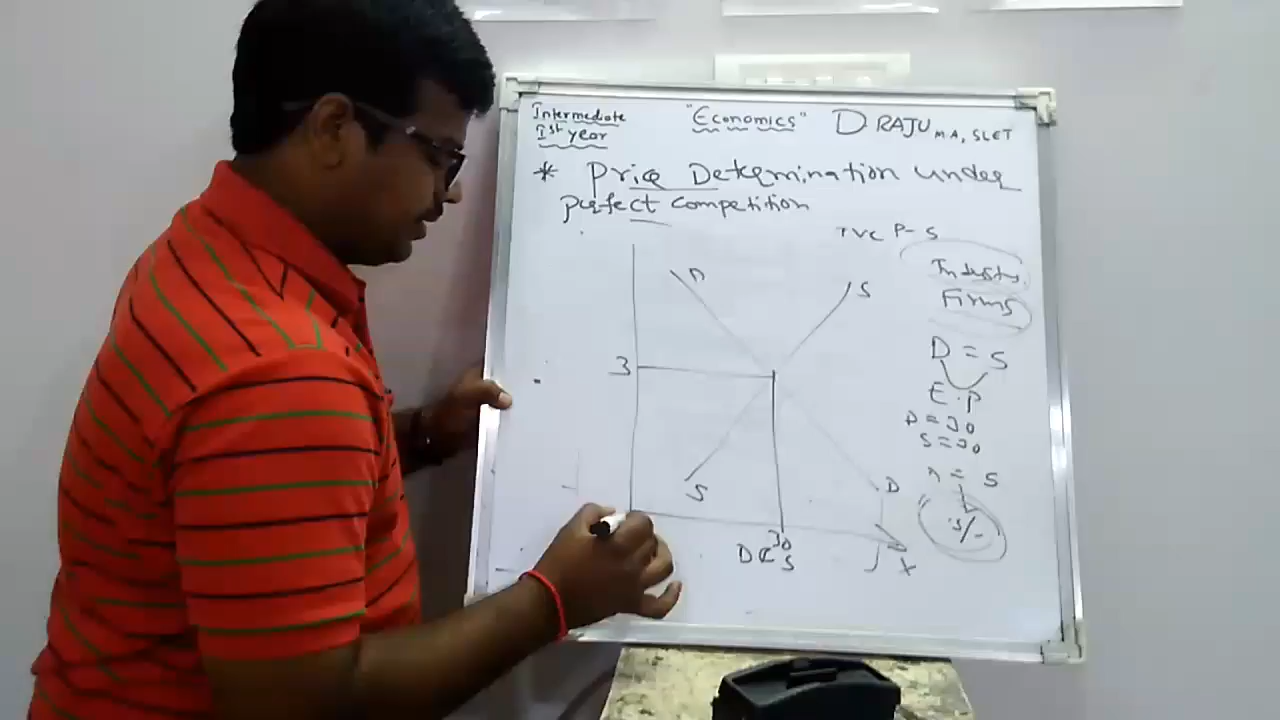 Intermediate
Ist year
"Economics"
D. RAJU M.A, SLET
* Price Determination under
perfect Competition
TVC P-S
Industry
Firms
D = S
E.P
D = 30
S = 30
D = S
3/-
D
S
3
S
D
30
D & S
X